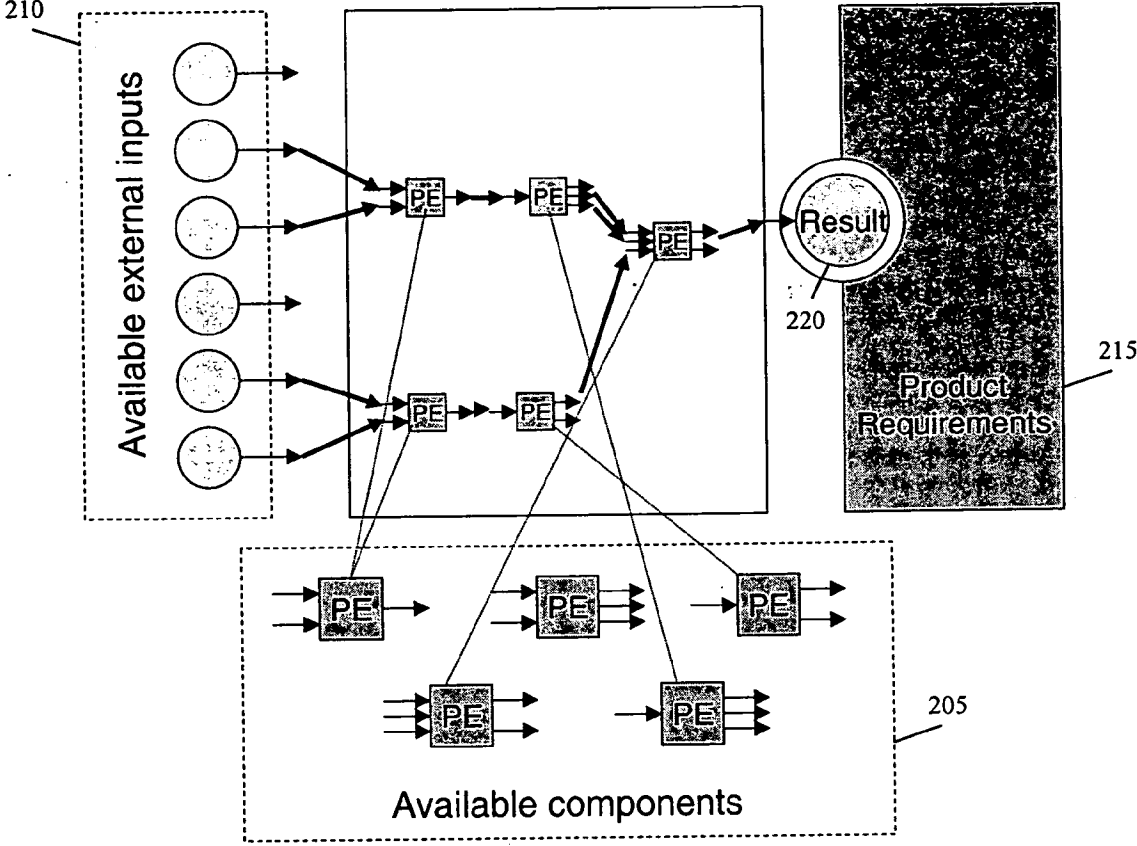 210
Available external inputs
PE
PE
PE
Result
220
215
Product
Requirements
PE
PE
PE
PE
PE
PE
PE
205
Available components